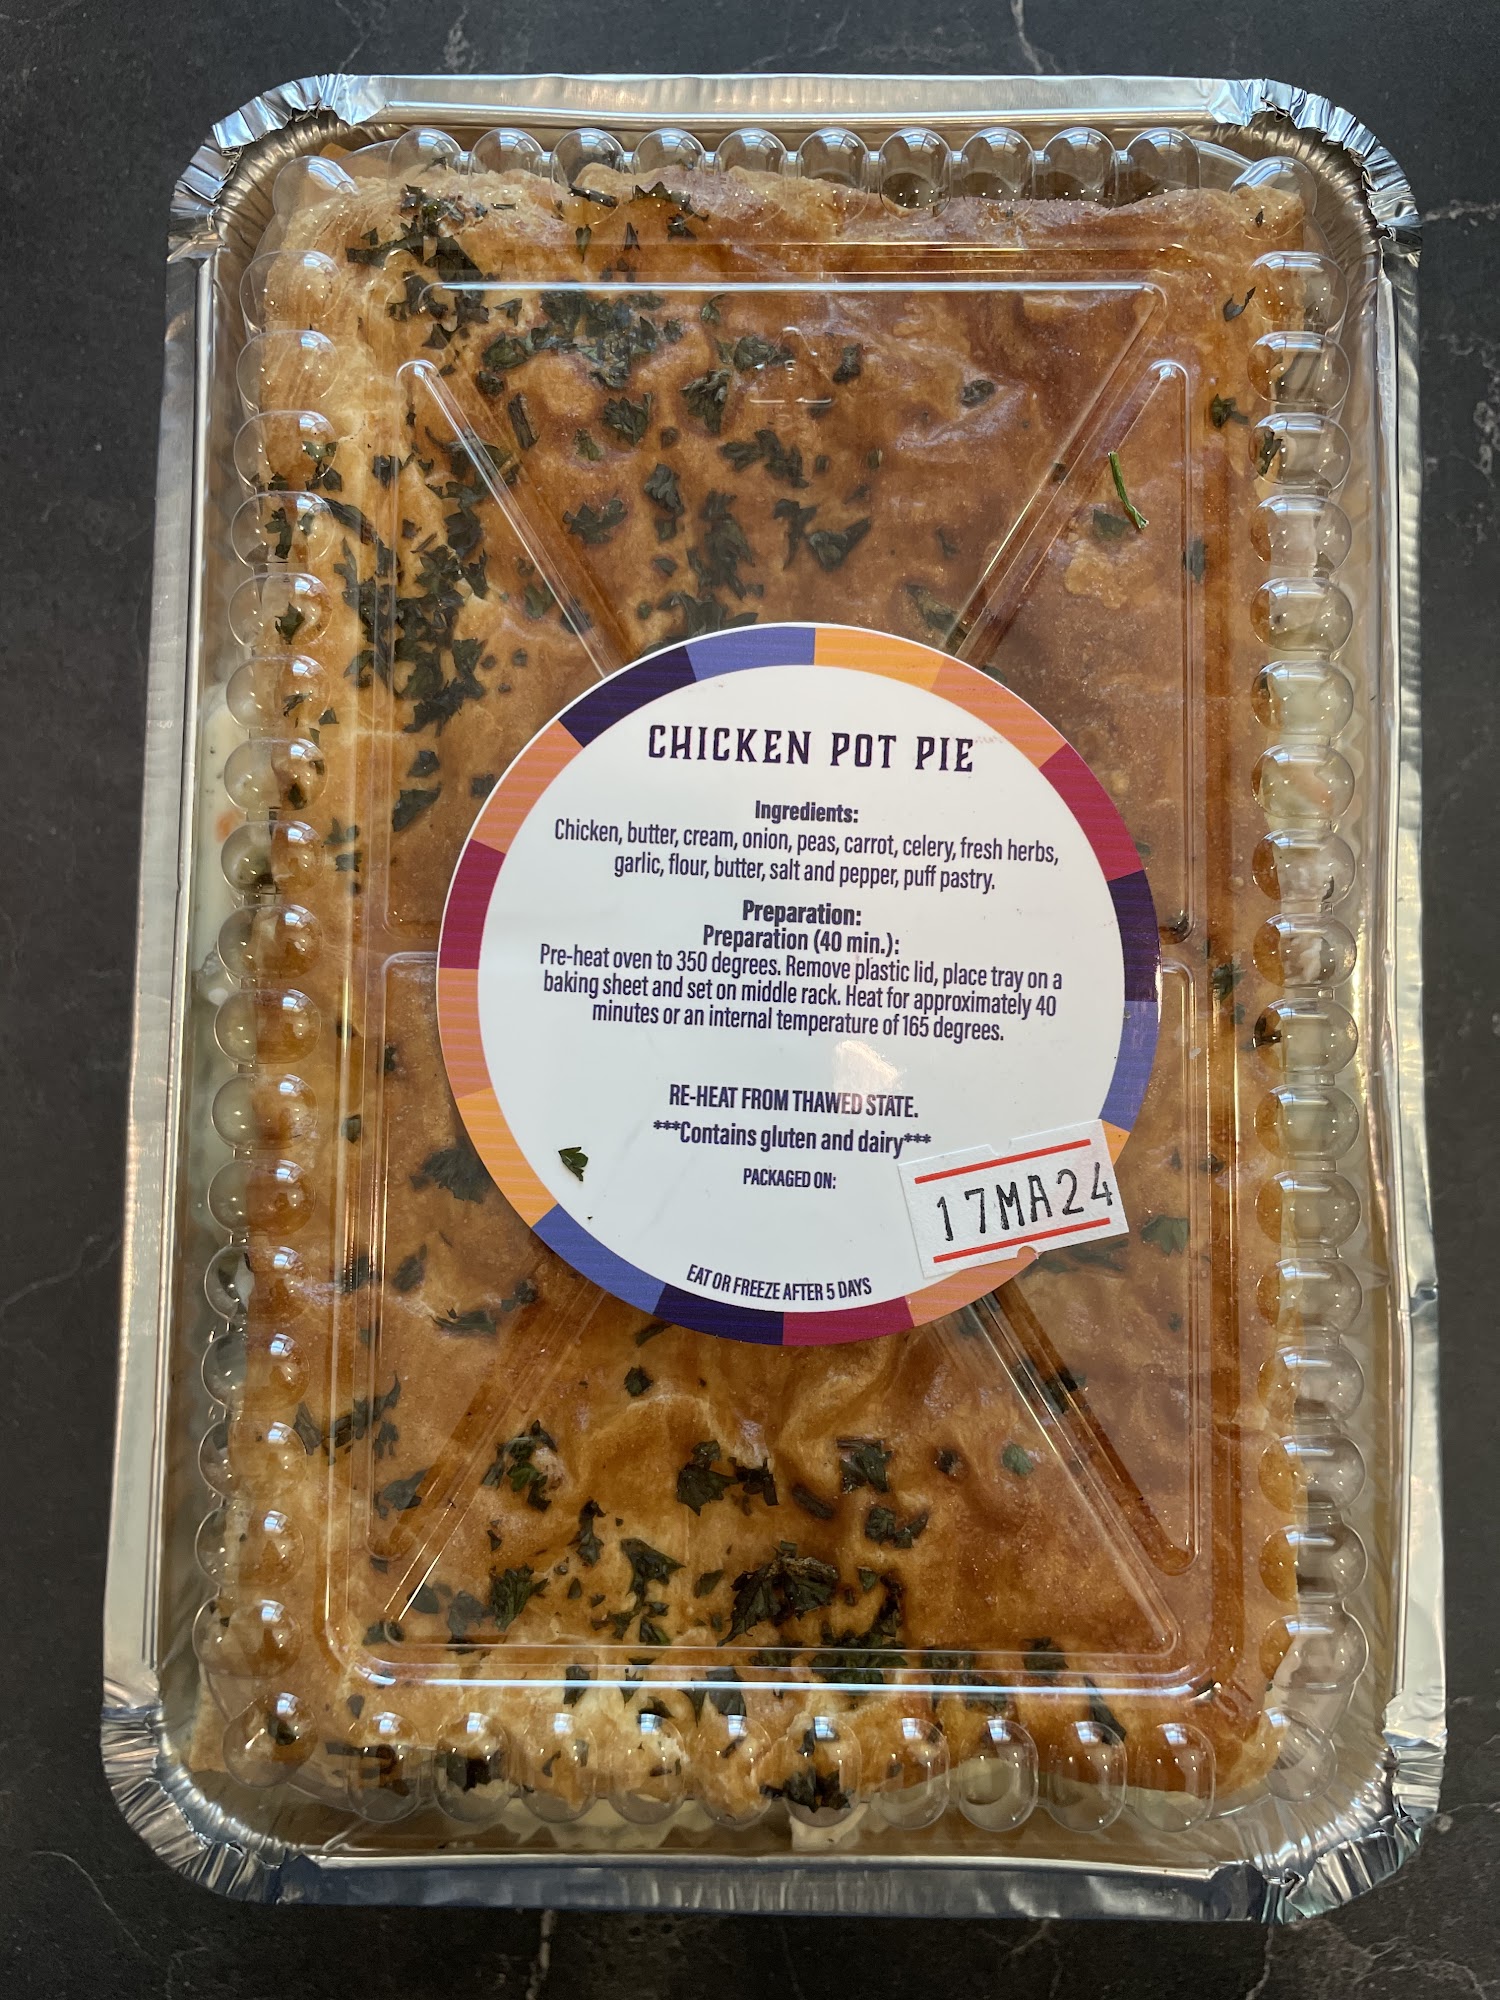 CHICKEN POT PIE
Ingredients:
Chicken, butter, cream, onion, peas, carrot, celery, fresh herbs,
garlic, flour, butter, salt and pepper, puff pastry.
Preparation:
Preparation (40 min.):
Pre-heat oven to 350 degrees. Remove plastic lid, place tray on a
baking sheet and set on middle rack. Heat for approximately 40
minutes or an internal temperature of 165 degrees.
RE-HEAT FROM THAWED STATE.
***Contains gluten and dairy***
PACKAGED ON:
17MA24
EAT OR FREEZE AFTER 5 DAYS